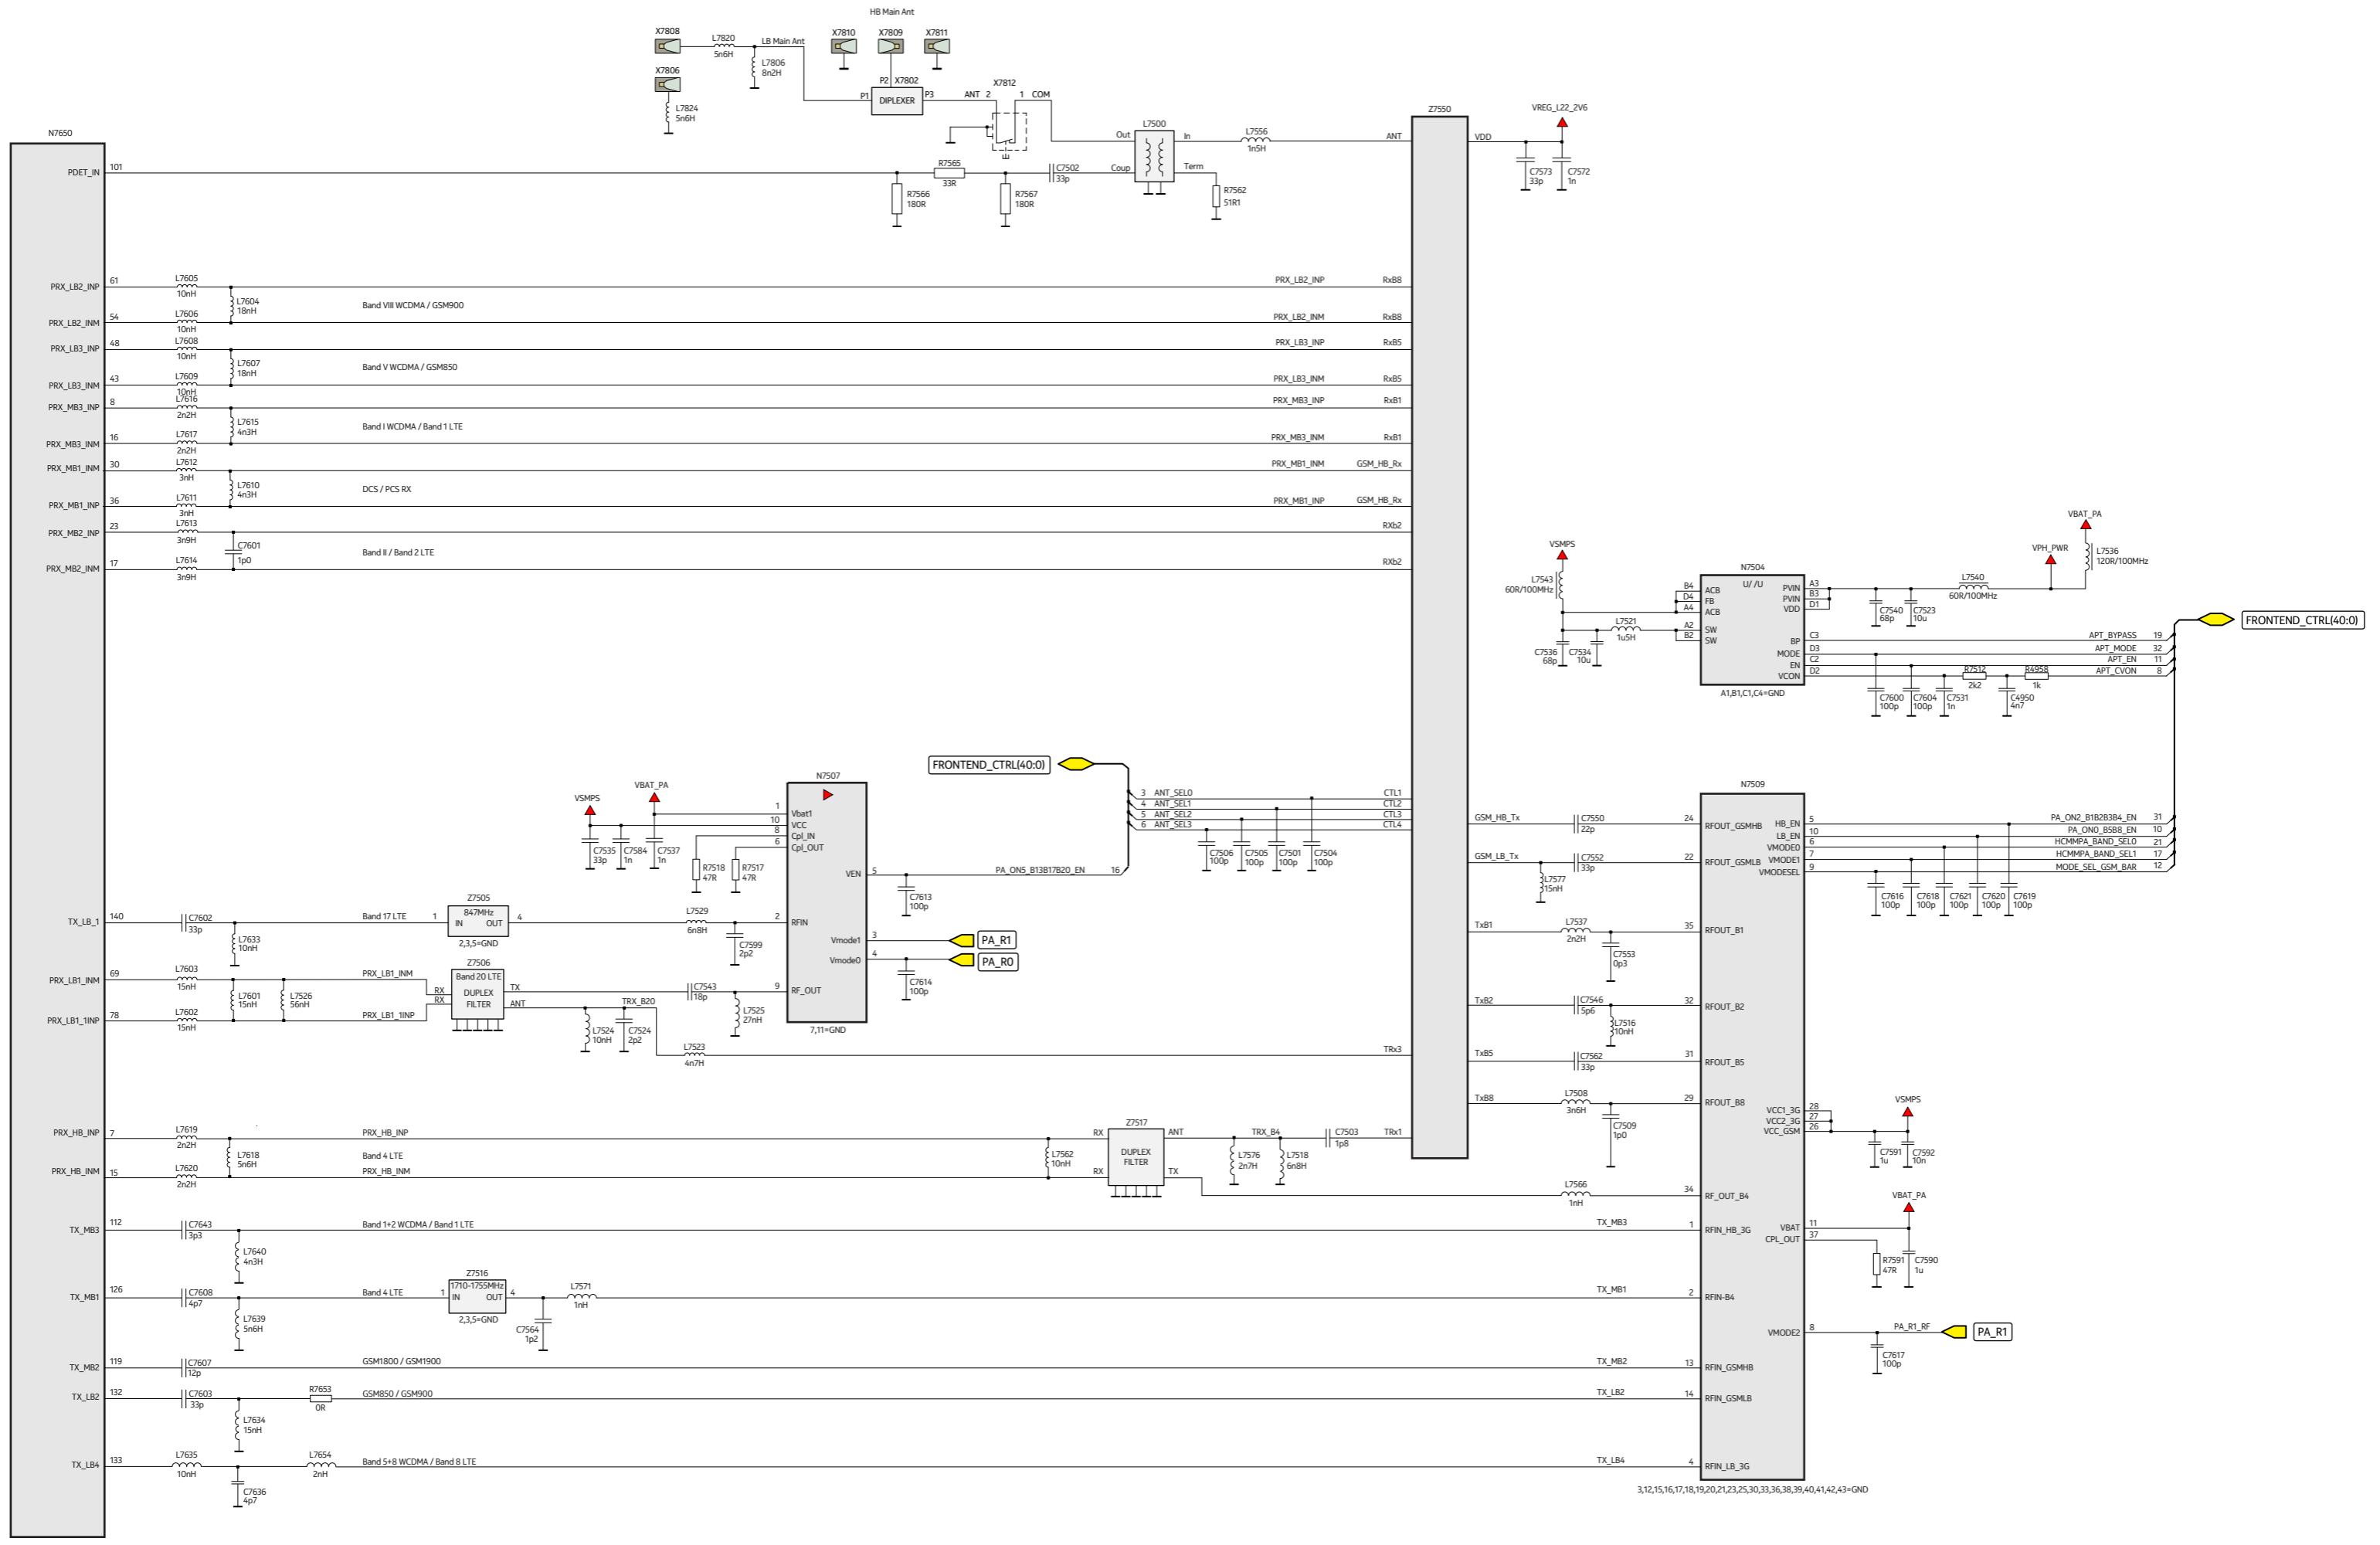 HB Main Ant
X7808
L7820
5n6H
LB Main Ant
L7806
8n2H
X7806
L7824
5n6H
X7810
X7809
X7811
P2 X7802
P1
DIPLEXER
P3
ANT 2
X7812
1 COM
L7500
Out
In
Coup
Term
L7556
1n5H
R7562
51R1
C7502
33p
R7565
33R
R7566
180R
R7567
180R
Z7550
ANT
VDD
VREG_L22_2V6
C7573
33p
C7572
1n
N7650
PDET_IN
101
PRX_LB2_INP
61
L7605
10nH
L7604
18nH
Band VIII WCDMA / GSM900
PRX_LB2_INP
RxB8
PRX_LB2_INM
54
L7606
10nH
PRX_LB2_INM
RxB8
PRX_LB3_INP
48
L7608
10nH
L7607
18nH
Band V WCDMA / GSM850
PRX_LB3_INP
RxB5
PRX_LB3_INM
43
L7609
10nH
PRX_LB3_INM
RxB5
PRX_MB3_INP
8
L7616
2n2H
L7615
4n3H
Band I WCDMA / Band 1 LTE
PRX_MB3_INP
RxB1
PRX_MB3_INM
16
L7617
2n2H
PRX_MB3_INM
RxB1
PRX_MB1_INM
30
L7612
3nH
L7610
4n3H
DCS / PCS RX
PRX_MB1_INM
GSM_HB_Rx
PRX_MB1_INP
36
L7611
3nH
PRX_MB1_INP
GSM_HB_Rx
PRX_MB2_INP
23
L7613
3n9H
C7601
1p0
Band II / Band 2 LTE
RXb2
PRX_MB2_INM
17
L7614
3n9H
RXb2
VSMPS
L7543
60R/100MHz
C7536
68p
C7534
10u
L7521
1u5H
N7504
U/ /U
B4 ACB
D4 FB
A4 ACB
A2 SW
B2 SW
PVIN A3
PVIN B3
VDD D1
BP C3
MODE D3
EN C2
VCON D2
A1,B1,C1,C4=GND
C7540
68p
C7523
10u
L7540
60R/100MHz
VPH_PWR
VBAT_PA
L7536
120R/100MHz
FRONTEND_CTRL(40:0)
APT_BYPASS 19
APT_MODE 32
APT_EN 11
APT_CVON 8
R7512
2k2
R4958
1k
C7600
100p
C7604
100p
C7531
1n
C4950
4n7
FRONTEND_CTRL(40:0)
3 ANT_SEL0
4 ANT_SEL1
5 ANT_SEL2
6 ANT_SEL3
CTL1
CTL2
CTL3
CTL4
C7506
100p
C7505
100p
C7501
100p
C7504
100p
PA_ON5_B13B17B20_EN 16
VSMPS
VBAT_PA
C7535
33p
C7584
1n
C7537
1n
R7518
47R
R7517
47R
N7507
1 Vbat1
10 VCC
8 Cpl_IN
6 Cpl_OUT
VEN 5
2 RFIN
Vmode1 3
Vmode0 4
9 RF_OUT
7,11=GND
C7613
100p
PA_R1
PA_R0
C7614
100p
TX_LB_1
140
C7602
33p
L7633
10nH
Band 17 LTE
Z7505
847MHz
1 IN OUT 4
2,3,5=GND
L7529
6n8H
C7599
2p2
PRX_LB1_INM
69
L7603
15nH
L7601
15nH
L7526
56nH
PRX_LB1_INM
Z7506
Band 20 LTE
RX
RX
DUPLEX
FILTER
TX
ANT
PRX_LB1_1INP
78
L7602
15nH
PRX_LB1_1INP
C7543
18p
L7525
27nH
L7524
10nH
TRX_B20
C7524
2p2
L7523
4n7H
TRx3
GSM_HB_Tx
C7550
22p
24
GSM_LB_Tx
L7577
15nH
C7552
33p
22
TxB1
L7537
2n2H
C7553
0p3
35
TxB2
C7546
5p6
L7516
10nH
32
TxB5
C7562
33p
31
TxB8
L7508
3n6H
C7509
1p0
29
N7509
RFOUT_GSMHB
RFOUT_GSMLB
RFOUT_B1
RFOUT_B2
RFOUT_B5
RFOUT_B8
RF_OUT_B4
RFIN_HB_3G
RFIN-B4
RFIN_GSMHB
RFIN_GSMLB
RFIN_LB_3G
HB_EN 5
LB_EN 10
VMODE0 6
VMODE1 7
VMODESEL 9
PA_ON2_B1B2B3B4_EN 31
PA_ON0_B5B8_EN 10
HCMMPA_BAND_SEL0 21
HCMMPA_BAND_SEL1 17
MODE_SEL_GSM_BAR 12
C7616
100p
C7618
100p
C7621
100p
C7620
100p
C7619
100p
VCC1_3G 28
VCC2_3G 27
VCC_GSM 26
VSMPS
C7591
1u
C7592
10n
VBAT_PA
VBAT 11
CPL_OUT 37
R7591
47R
C7590
1u
VMODE2 8
PA_R1_RF
PA_R1
C7617
100p
PRX_HB_INP
7
L7619
2n2H
L7618
5n6H
PRX_HB_INP
Band 4 LTE
PRX_HB_INM
PRX_HB_INM
15
L7620
2n2H
L7562
10nH
Z7517
RX
RX
DUPLEX
FILTER
ANT
TX
L7576
2n7H
TRX_B4
L7518
6n8H
C7503
1p8
TRx1
L7566
1nH
34
TX_MB3
112
C7643
3p3
L7640
4n3H
Band 1+2 WCDMA / Band 1 LTE
TX_MB3
1
TX_MB1
126
C7608
4p7
L7639
5n6H
Band 4 LTE
Z7516
1710-1755MHz
1 IN OUT 4
2,3,5=GND
C7564
1p2
L7571
1nH
TX_MB1
2
TX_MB2
119
C7607
12p
GSM1800 / GSM1900
TX_MB2
13
TX_LB2
132
C7603
33p
L7634
15nH
R7653
0R
GSM850 / GSM900
TX_LB2
14
TX_LB4
133
L7635
10nH
C7636
4p7
L7654
2nH
Band 5+8 WCDMA / Band 8 LTE
TX_LB4
4
3,12,15,16,17,18,19,20,21,23,25,30,33,36,38,39,40,41,42,43=GND